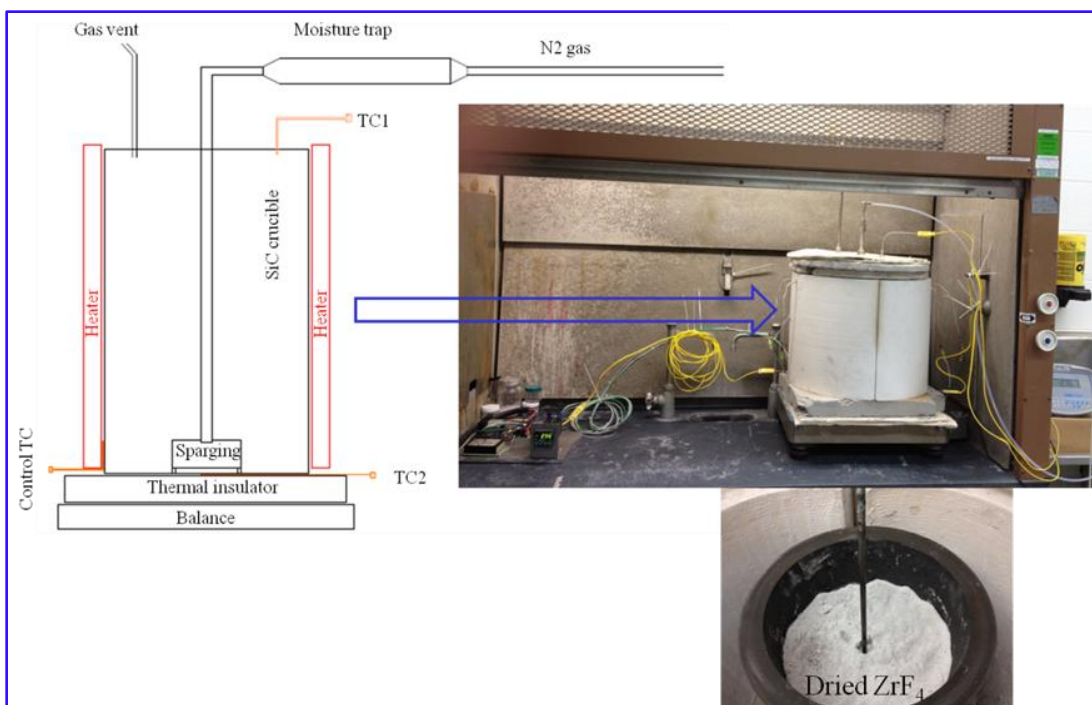 Gas vent
Moisture trap
N2 gas
TC1
SiC crucible
Heater
Heater
Control TC
Sparging
TC2
Thermal insulator
Balance
Dried ZrF₄